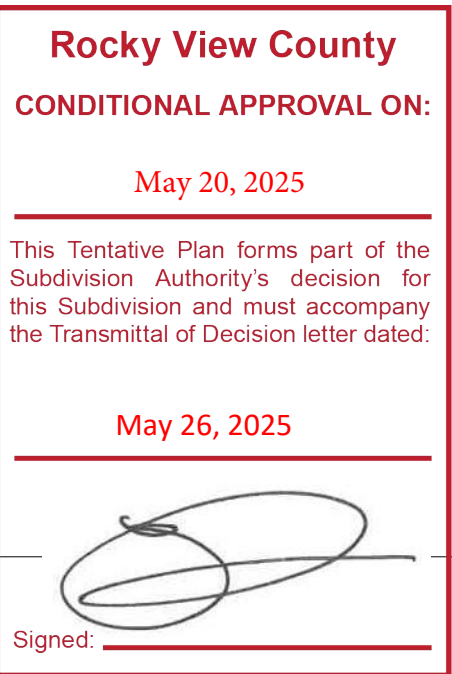 Rocky View County
CONDITIONAL APPROVAL ON:
May 20, 2025
This Tentative Plan forms part of the
Subdivision Authority's decision for
this Subdivision and must accompany
the Transmittal of Decision letter dated:
May 26, 2025
Signed: